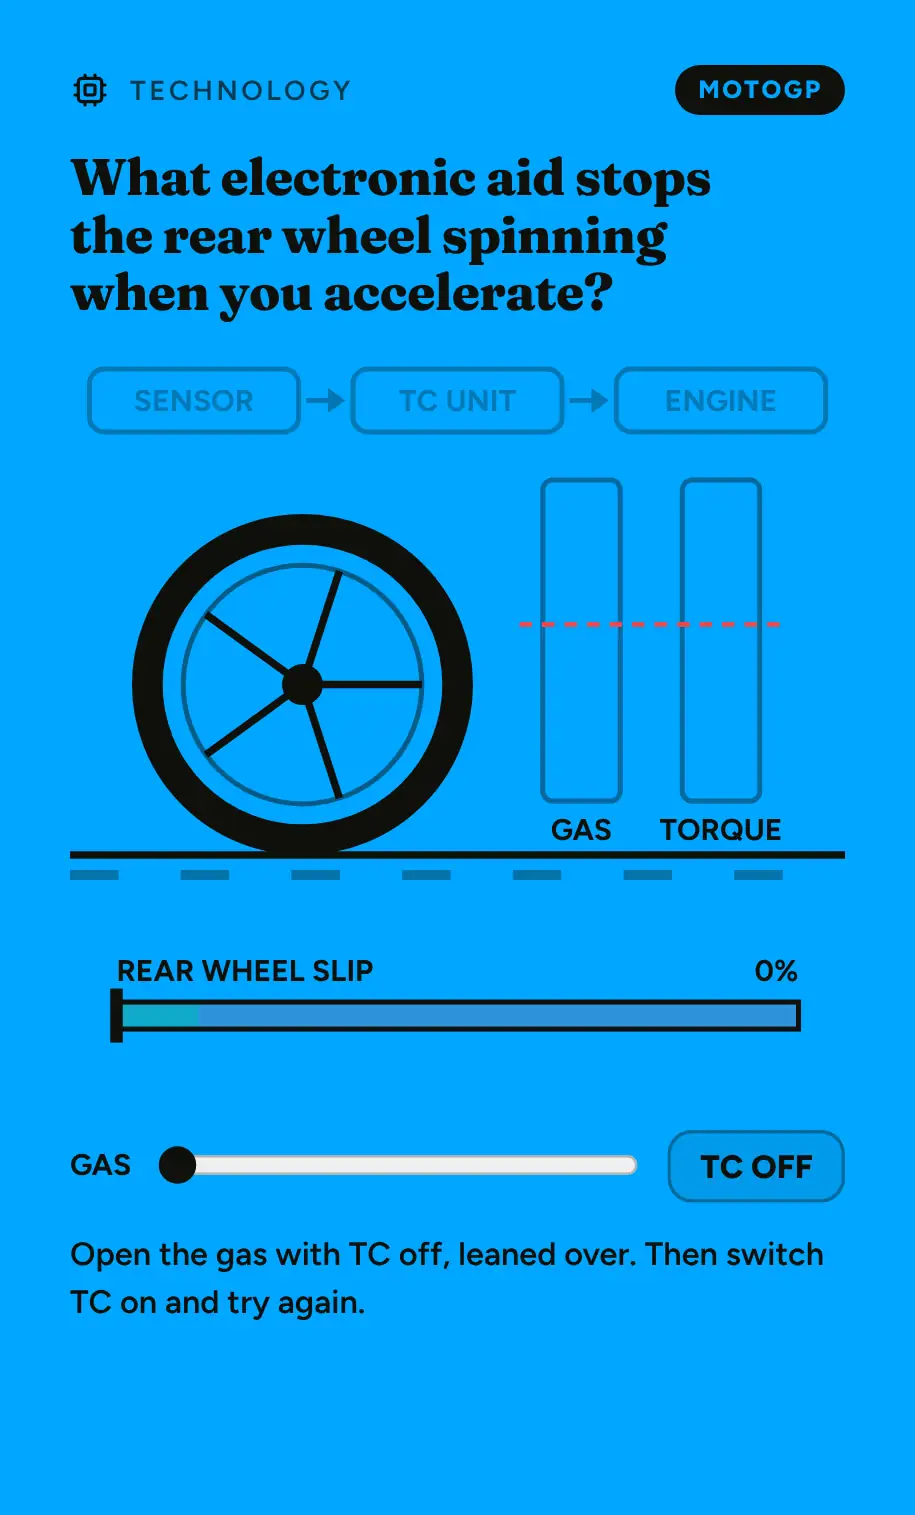 TECHNOLOGY
MOTOGP
What electronic aid stops
the rear wheel spinning
when you accelerate?
SENSOR
TC UNIT
ENGINE
GAS
TORQUE
REAR WHEEL SLIP
0%
GAS
TC OFF
Open the gas with TC off, leaned over. Then switch
TC on and try again.